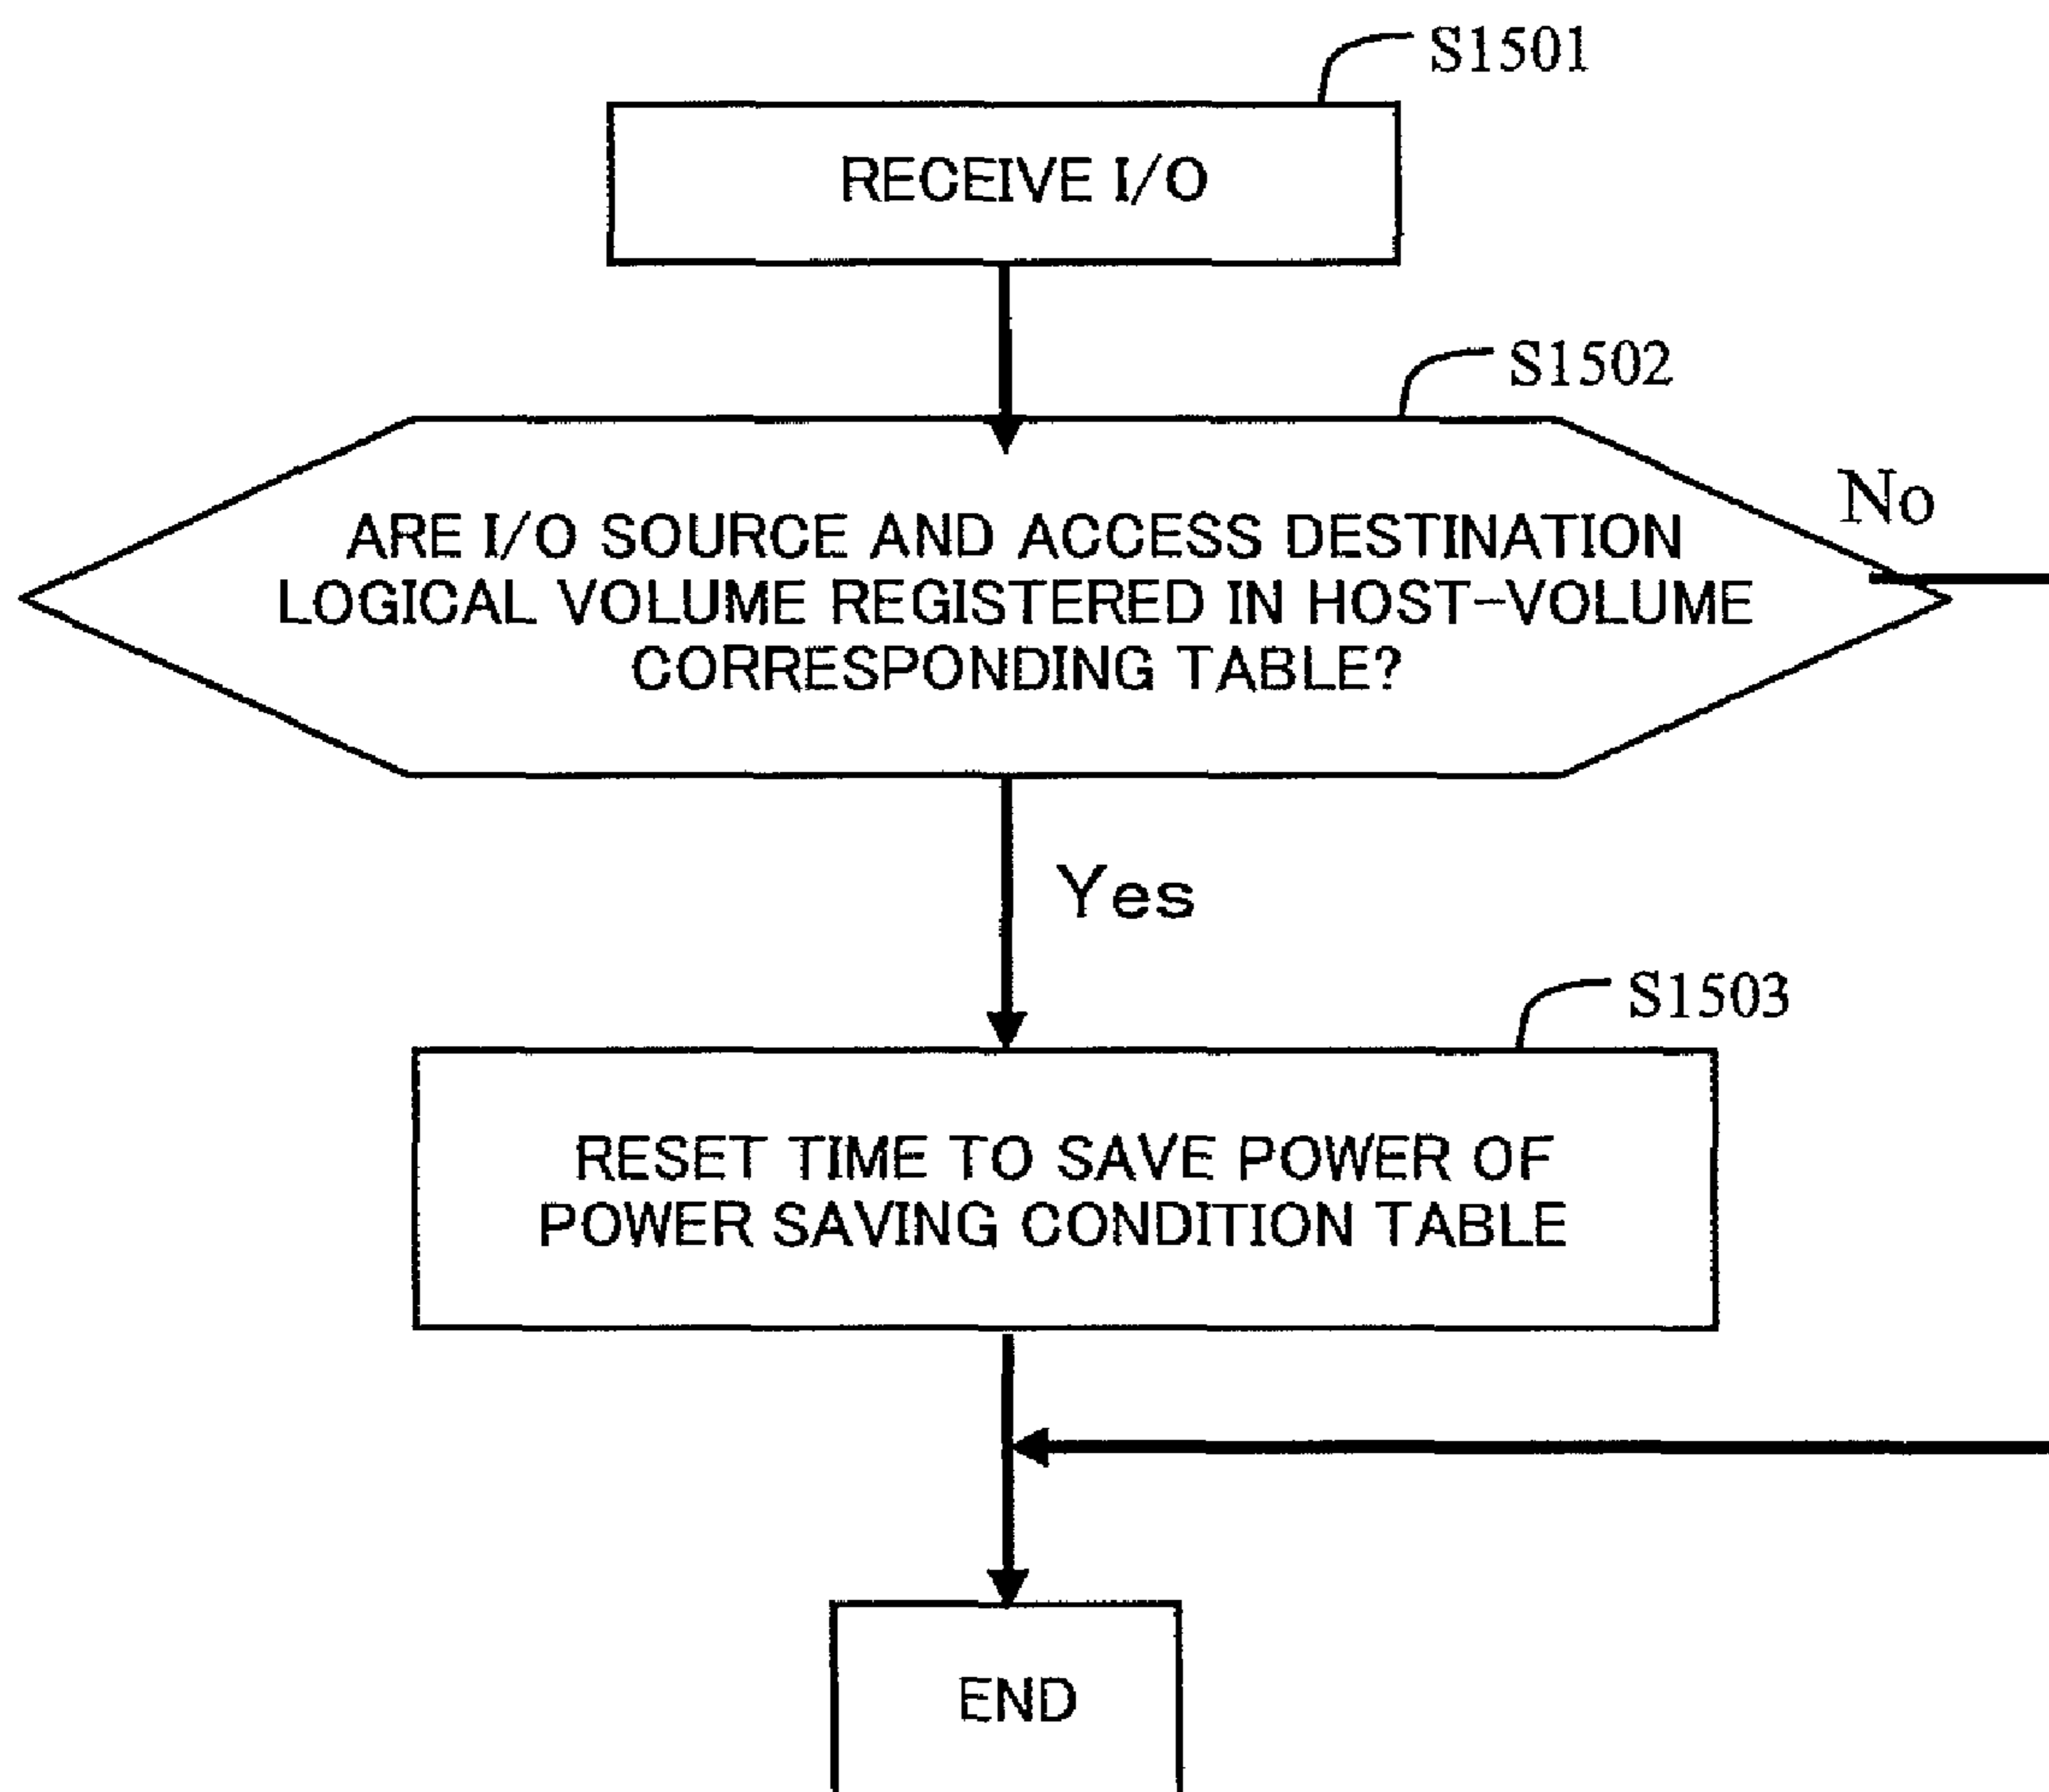 S1501
RECEIVE I/O
S1502
No
ARE I/O SOURCE AND ACCESS DESTINATION
LOGICAL VOLUME REGISTERED IN HOST-VOLUME
CORRESPONDING TABLE?
Yes
S1503
RESET TIME TO SAVE POWER OF
POWER SAVING CONDITION TABLE
END